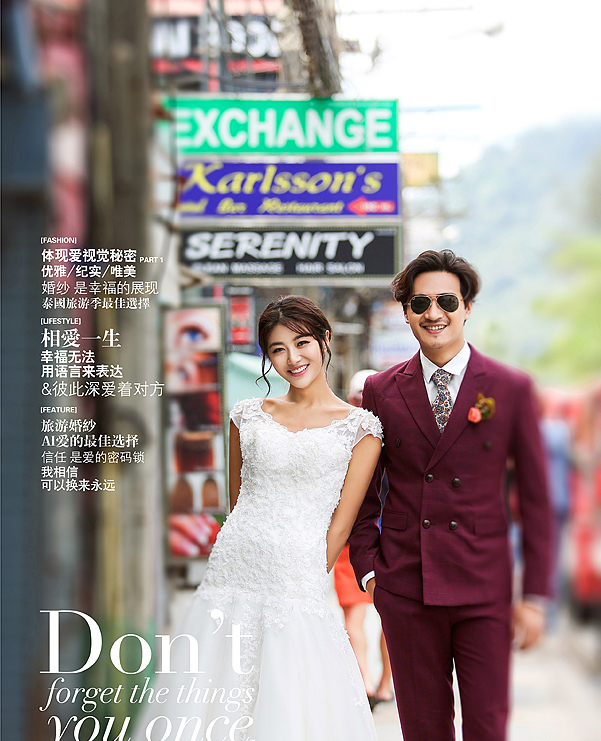 EXCHANGE
Karlsson's
Bar Restaurant
SERENITY
MASSAGE HAIR SALON
[FASHION]
体现爱视觉秘密 PART 1
优雅/纪实/唯美
婚纱 是幸福的展现
泰國旅游季最佳選擇
[LIFESTYLE]
相愛一生
幸福无法
用语言来表达
&彼此深爱着对方
[FEATURE]
旅游婚紗
AI爱的最佳选择
信任 是爱的密码锁
我相信
可以换来永远
Don't
forget the things
you once